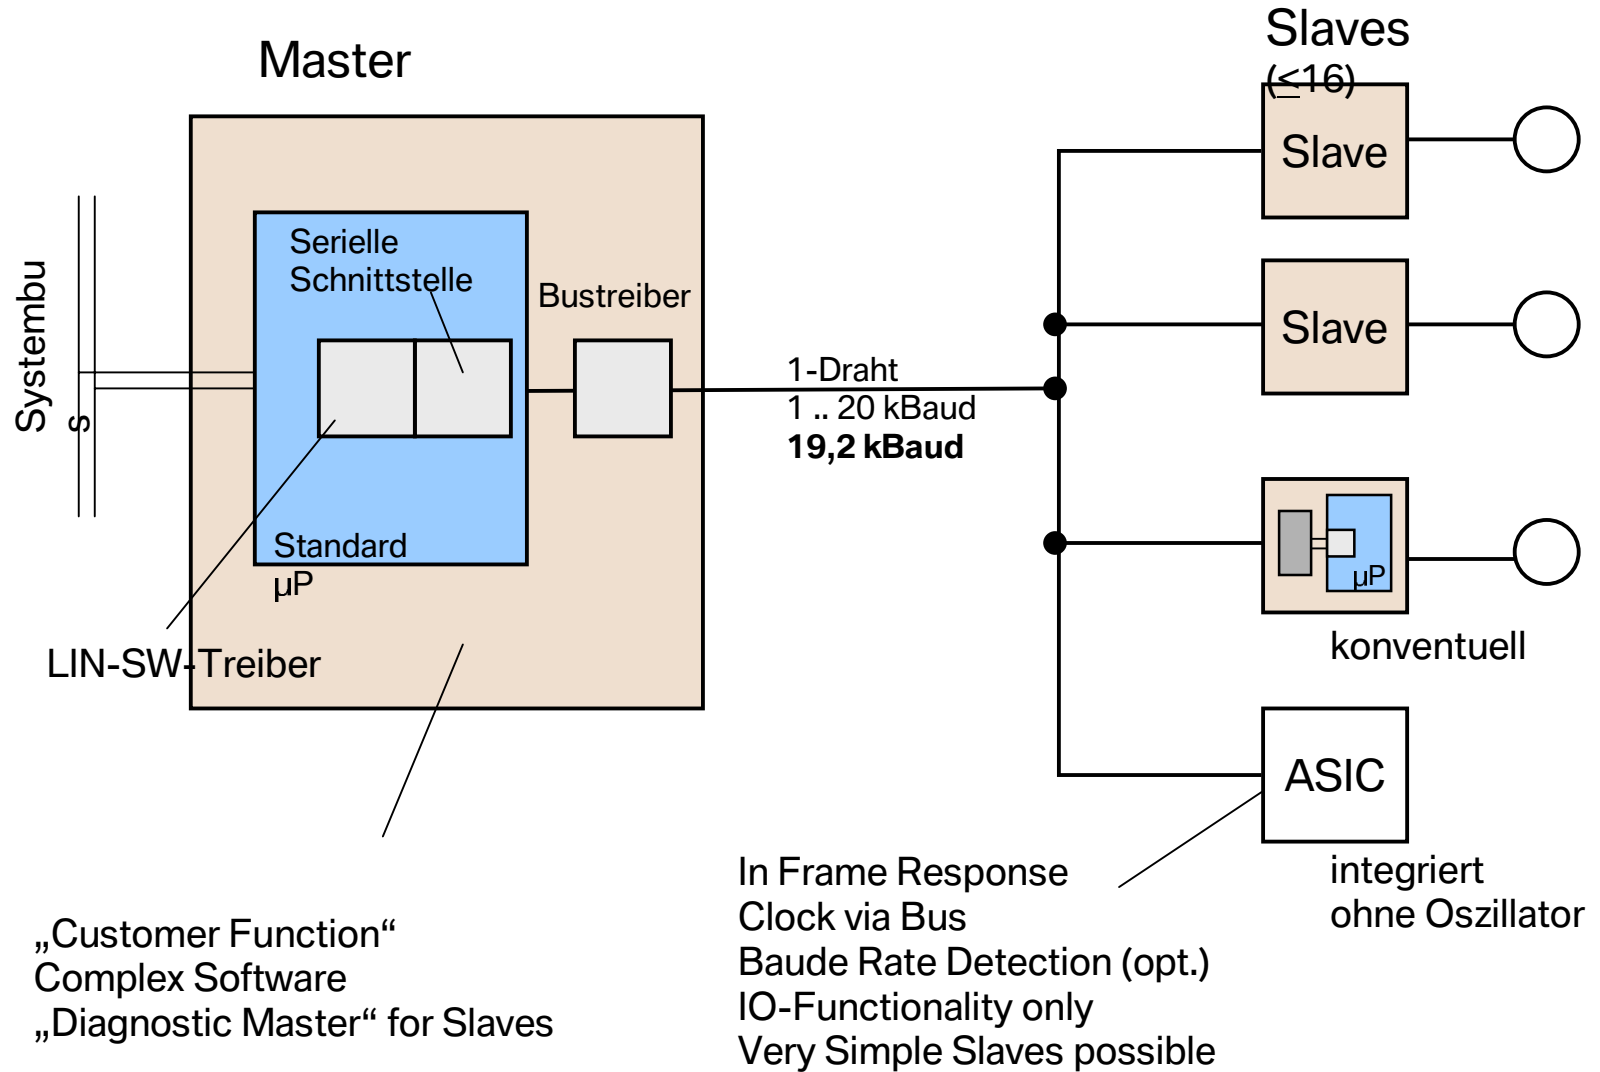 Master
Slaves
(≤16)
Slave
Serielle
Schnittstelle
Bustreiber
Systembu
s
Slave
1-Draht
1 .. 20 kBaud
19,2 kBaud
Standard
µP
µP
LIN-SW-Treiber
konventuell
ASIC
integriert
ohne Oszillator
In Frame Response
Clock via Bus
Baude Rate Detection (opt.)
IO-Functionality only
Very Simple Slaves possible
„Customer Function“
Complex Software
„Diagnostic Master“ for Slaves